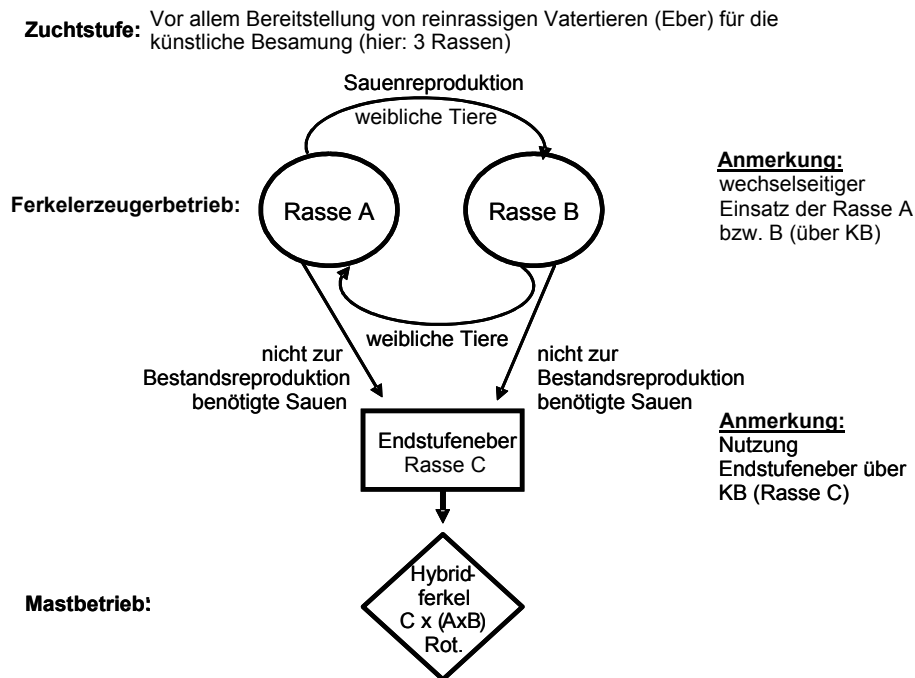 Zuchtstufe: Vor allem Bereitstellung von reinrassigen Vatertieren (Eber) für die
künstliche Besamung (hier: 3 Rassen)
Sauenreproduktion
weibliche Tiere
Ferkelerzeugerbetrieb:
Rasse A
Rasse B
Anmerkung:
wechselseitiger
Einsatz der Rasse A
bzw. B (über KB)
weibliche Tiere
nicht zur
Bestandsreproduktion
benötigte Sauen
nicht zur
Bestandsreproduktion
benötigte Sauen
Endstufeneber
Rasse C
Anmerkung:
Nutzung
Endstufeneber über
KB (Rasse C)
Mastbetrieb:
Hybrid-
ferkel
C x (AxB)
Rot.